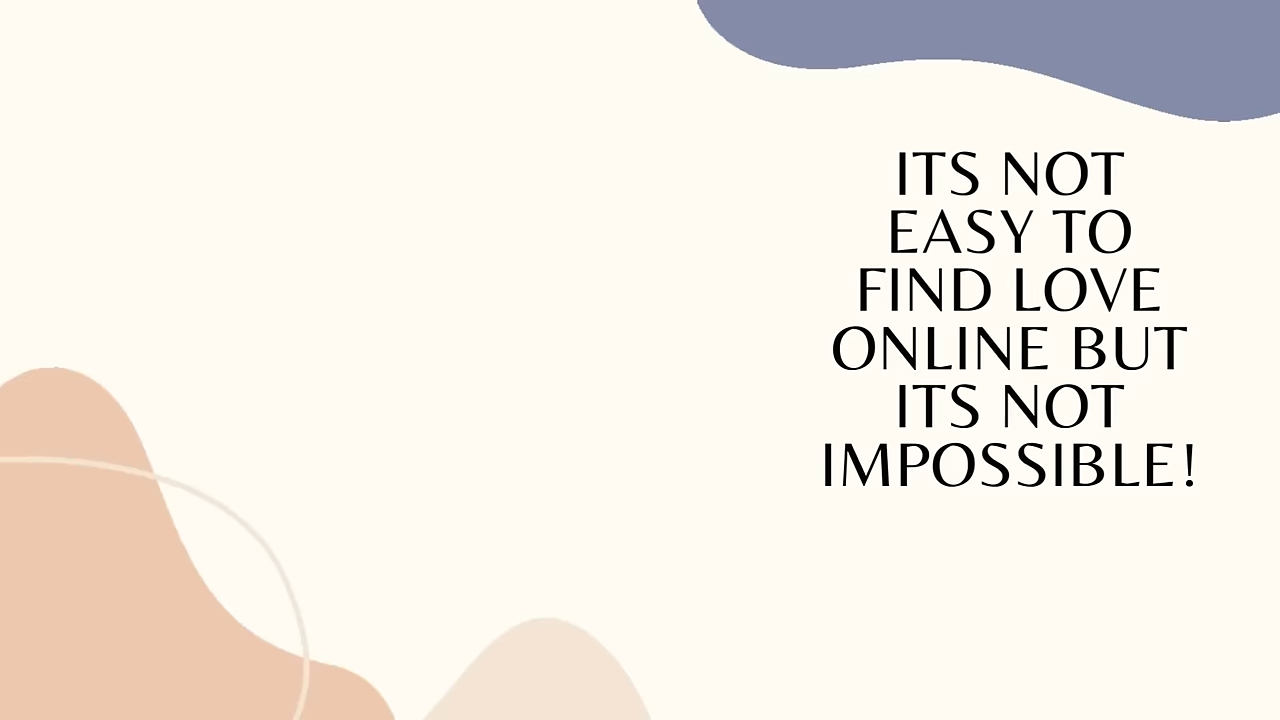 ITS NOT
EASY TO
FIND LOVE
ONLINE BUT
ITS NOT
IMPOSSIBLE!